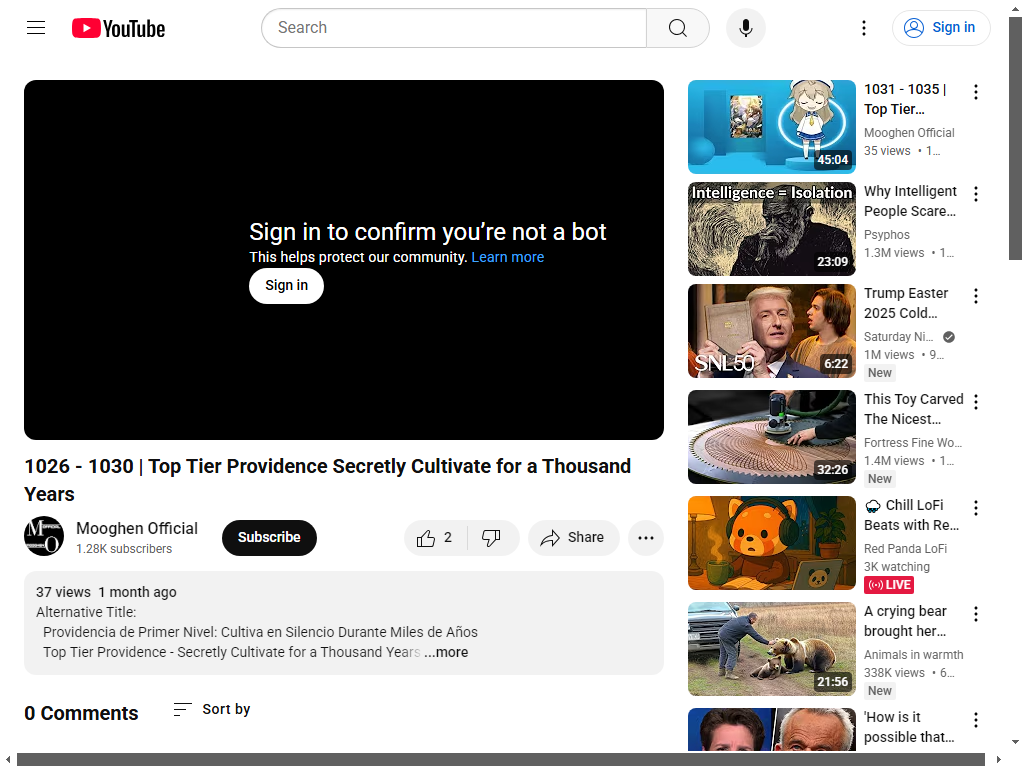 YouTube
Search
Sign in
Sign in to confirm you’re not a bot
This helps protect our community. Learn more
Sign in
1026 - 1030 | Top Tier Providence Secretly Cultivate for a Thousand
Years
Mooghen Official
1.28K subscribers
Subscribe
2
Share
37 views 1 month ago
Alternative Title:
Providencia de Primer Nivel: Cultiva en Silencio Durante Miles de Años
Top Tier Providence - Secretly Cultivate for a Thousand Years ...more
0 Comments
Sort by
45:04
1031 - 1035 |
Top Tier…
Mooghen Official
35 views • 1…
Intelligence = Isolation
23:09
Why Intelligent
People Scare…
Psyphos
1.3M views • 1…
SNL50
6:22
Trump Easter
2025 Cold…
Saturday Ni…
1M views • 9…
New
32:26
This Toy Carved
The Nicest…
Fortress Fine Wo…
1.4M views • 1…
New
Chill LoFi
Beats with Re…
Red Panda LoFi
3K watching
LIVE
21:56
A crying bear
brought her…
Animals in warmth
338K views • 6…
New
'How is it
possible that…